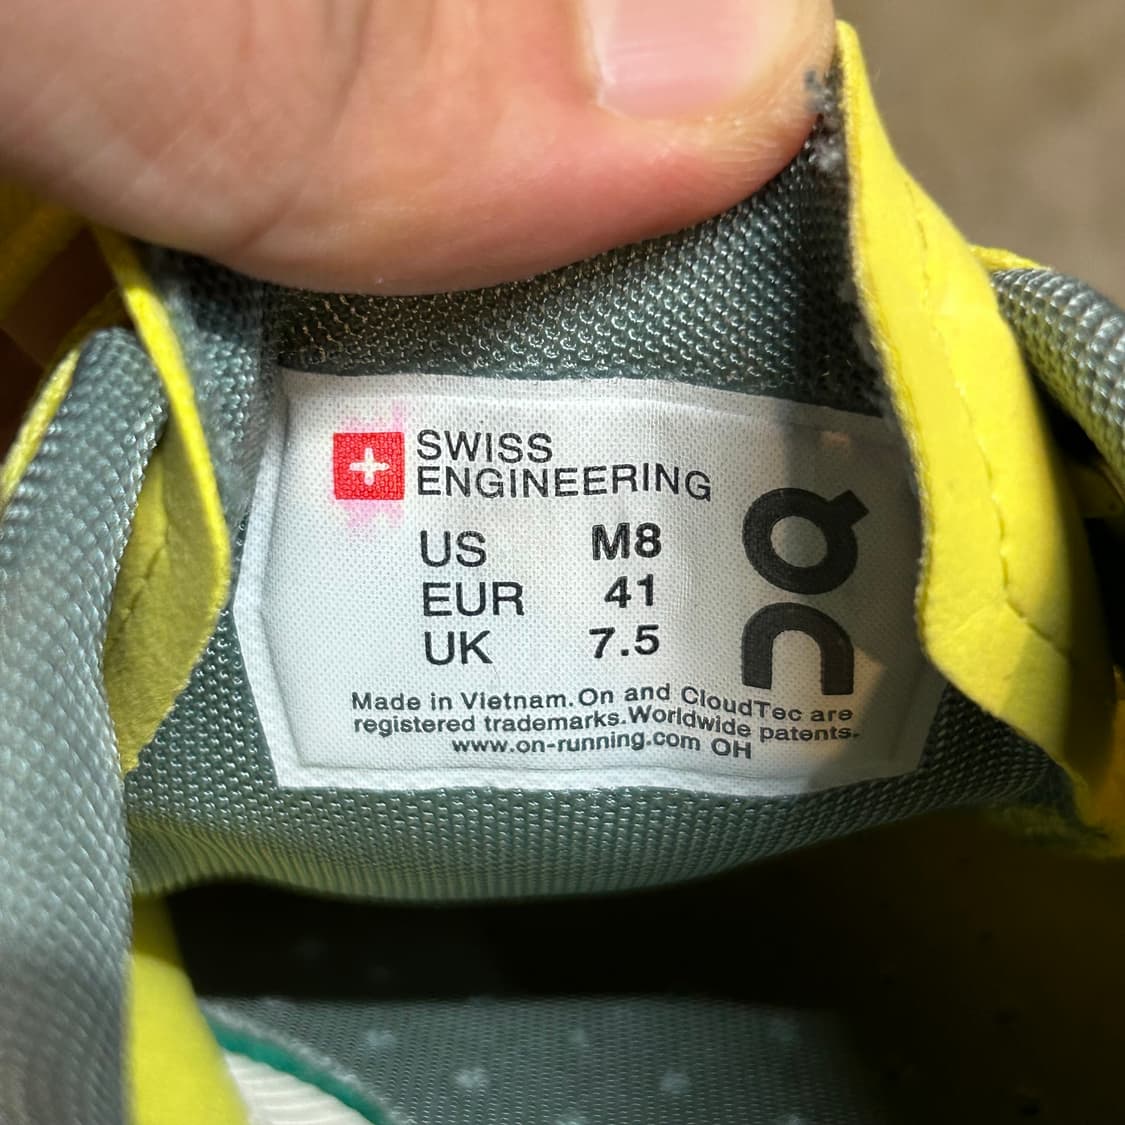 SWISS
ENGINEERING
US M8
EUR 41
UK 7.5
On
Made in Vietnam. On and CloudTec are
registered trademarks. Worldwide patents.
www.on-running.com OH